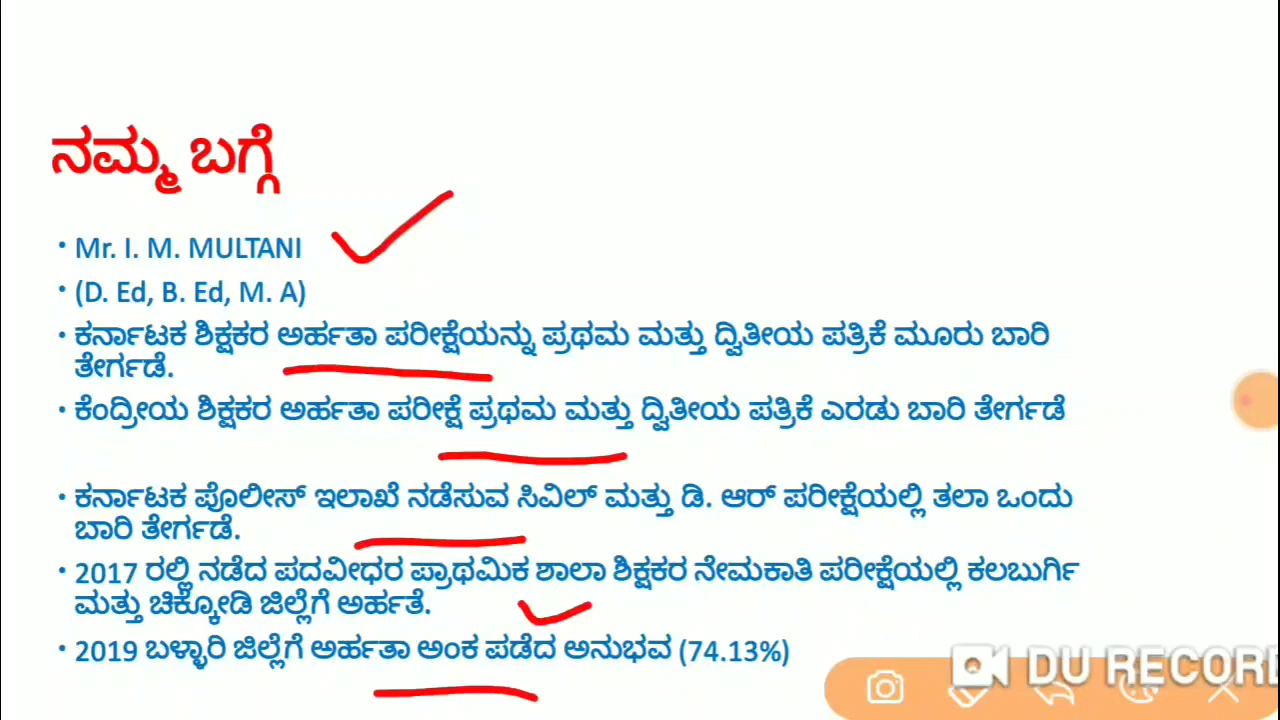 ನಮ್ಮ ಬಗ್ಗೆ
• Mr. I. M. MULTANI
• (D. Ed, B. Ed, M. A)
• ಕರ್ನಾಟಕ ಶಿಕ್ಷಕರ ಅರ್ಹತಾ ಪರೀಕ್ಷೆಯನ್ನು ಪ್ರಥಮ ಮತ್ತು ದ್ವಿತೀಯ ಪತ್ರಿಕೆ ಮೂರು ಬಾರಿ
ತೇರ್ಗಡೆ.
• ಕೆಂದ್ರೀಯ ಶಿಕ್ಷಕರ ಅರ್ಹತಾ ಪರೀಕ್ಷೆ ಪ್ರಥಮ ಮತ್ತು ದ್ವಿತೀಯ ಪತ್ರಿಕೆ ಎರಡು ಬಾರಿ ತೇರ್ಗಡೆ
• ಕರ್ನಾಟಕ ಪೊಲೀಸ್ ಇಲಾಖೆ ನಡೆಸುವ ಸಿವಿಲ್ ಮತ್ತು ಡಿ. ಆರ್ ಪರೀಕ್ಷೆಯಲ್ಲಿ ತಲಾ ಒಂದು
ಬಾರಿ ತೇರ್ಗಡೆ.
• 2017 ರಲ್ಲಿ ನಡೆದ ಪದವೀಧರ ಪ್ರಾಥಮಿಕ ಶಾಲಾ ಶಿಕ್ಷಕರ ನೇಮಕಾತಿ ಪರೀಕ್ಷೆಯಲ್ಲಿ ಕಲಬುರ್ಗಿ
ಮತ್ತು ಚಿಕ್ಕೋಡಿ ಜಿಲ್ಲೆಗೆ ಅರ್ಹತೆ.
• 2019 ಬಳ್ಳಾರಿ ಜಿಲ್ಲೆಗೆ ಅರ್ಹತಾ ಅಂಕ ಪಡೆದ ಅನುಭವ (74.13%)
DU RECORD